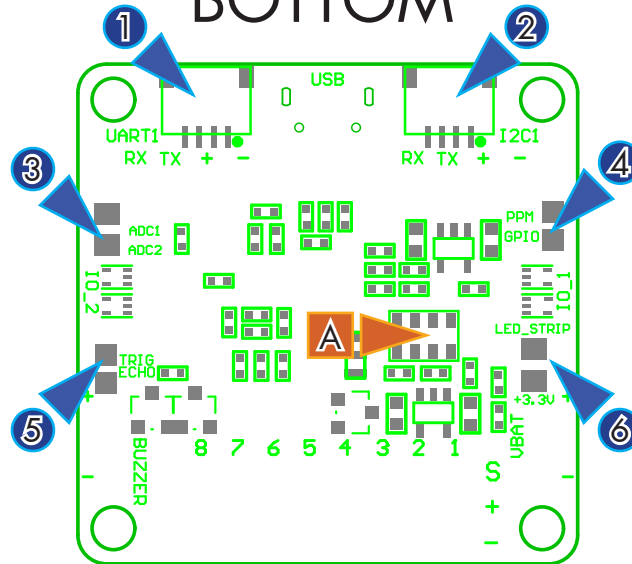 BOTTOM
1
2
USB
UART1
I2C1
RX TX + -
RX TX + -
3
4
ADC1
ADC2
PPM
GPIO
IO_2
IO_1
A
LED_STRIP
TRIG
ECHO
5
6
+
+3.3V
BUZZER
8 7 6 5 4 3 2 1
VBAT
+
-
S
-
+
-